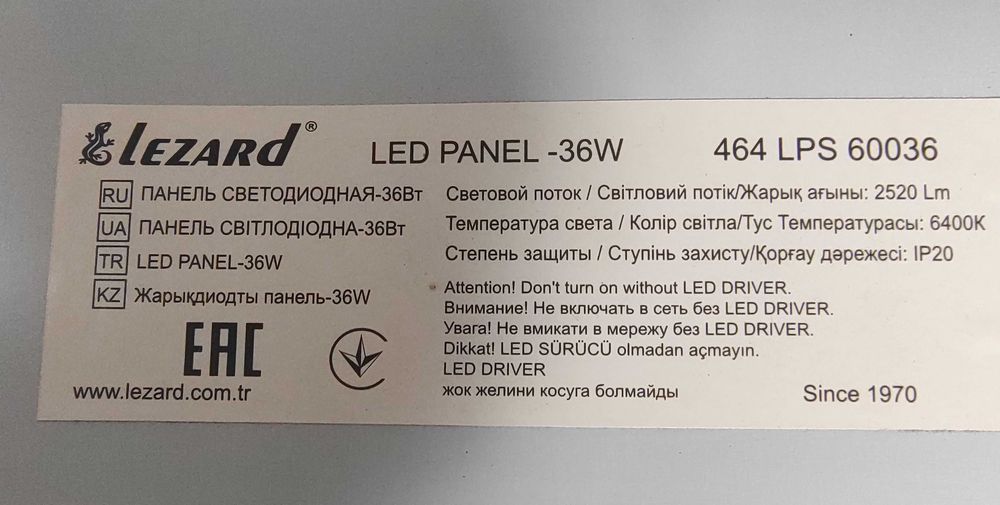 LEZARD® LED PANEL -36W 464 LPS 60036
RU ПАНЕЛЬ СВЕТОДИОДНАЯ-36Вт
UA ПАНЕЛЬ СВІТЛОДІОДНА-36Вт
TR LED PANEL-36W
KZ Жарықдиодты панель-36W
EAC
www.lezard.com.tr
Световой поток / Світловий потік/Жарық ағыны: 2520 Lm
Температура света / Колір світла/Тус Температурасы: 6400K
Степень защиты / Ступінь захисту/Қорғау дәрежесі: IP20
Attention! Don't turn on without LED DRIVER.
Внимание! Не включать в сеть без LED DRIVER.
Увага! Не вмикати в мережу без LED DRIVER.
Dikkat! LED SÜRÜCÜ olmadan açmayın.
LED DRIVER
жок желини косуга болмайды
Since 1970